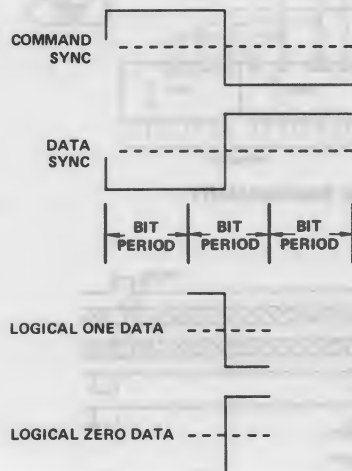 COMMAND
SYNC
DATA
SYNC
BIT
PERIOD
BIT
PERIOD
BIT
PERIOD
LOGICAL ONE DATA
LOGICAL ZERO DATA